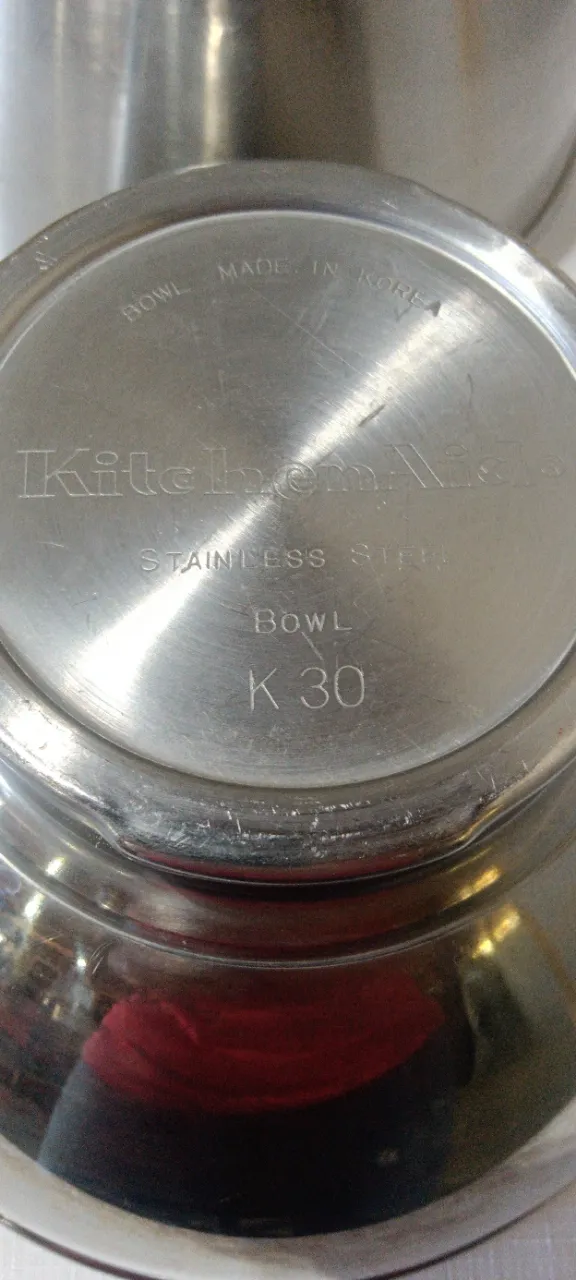 BOWL MADE IN KOREA
KitchenAid®
STAINLESS STEEL
BOWL
K 30